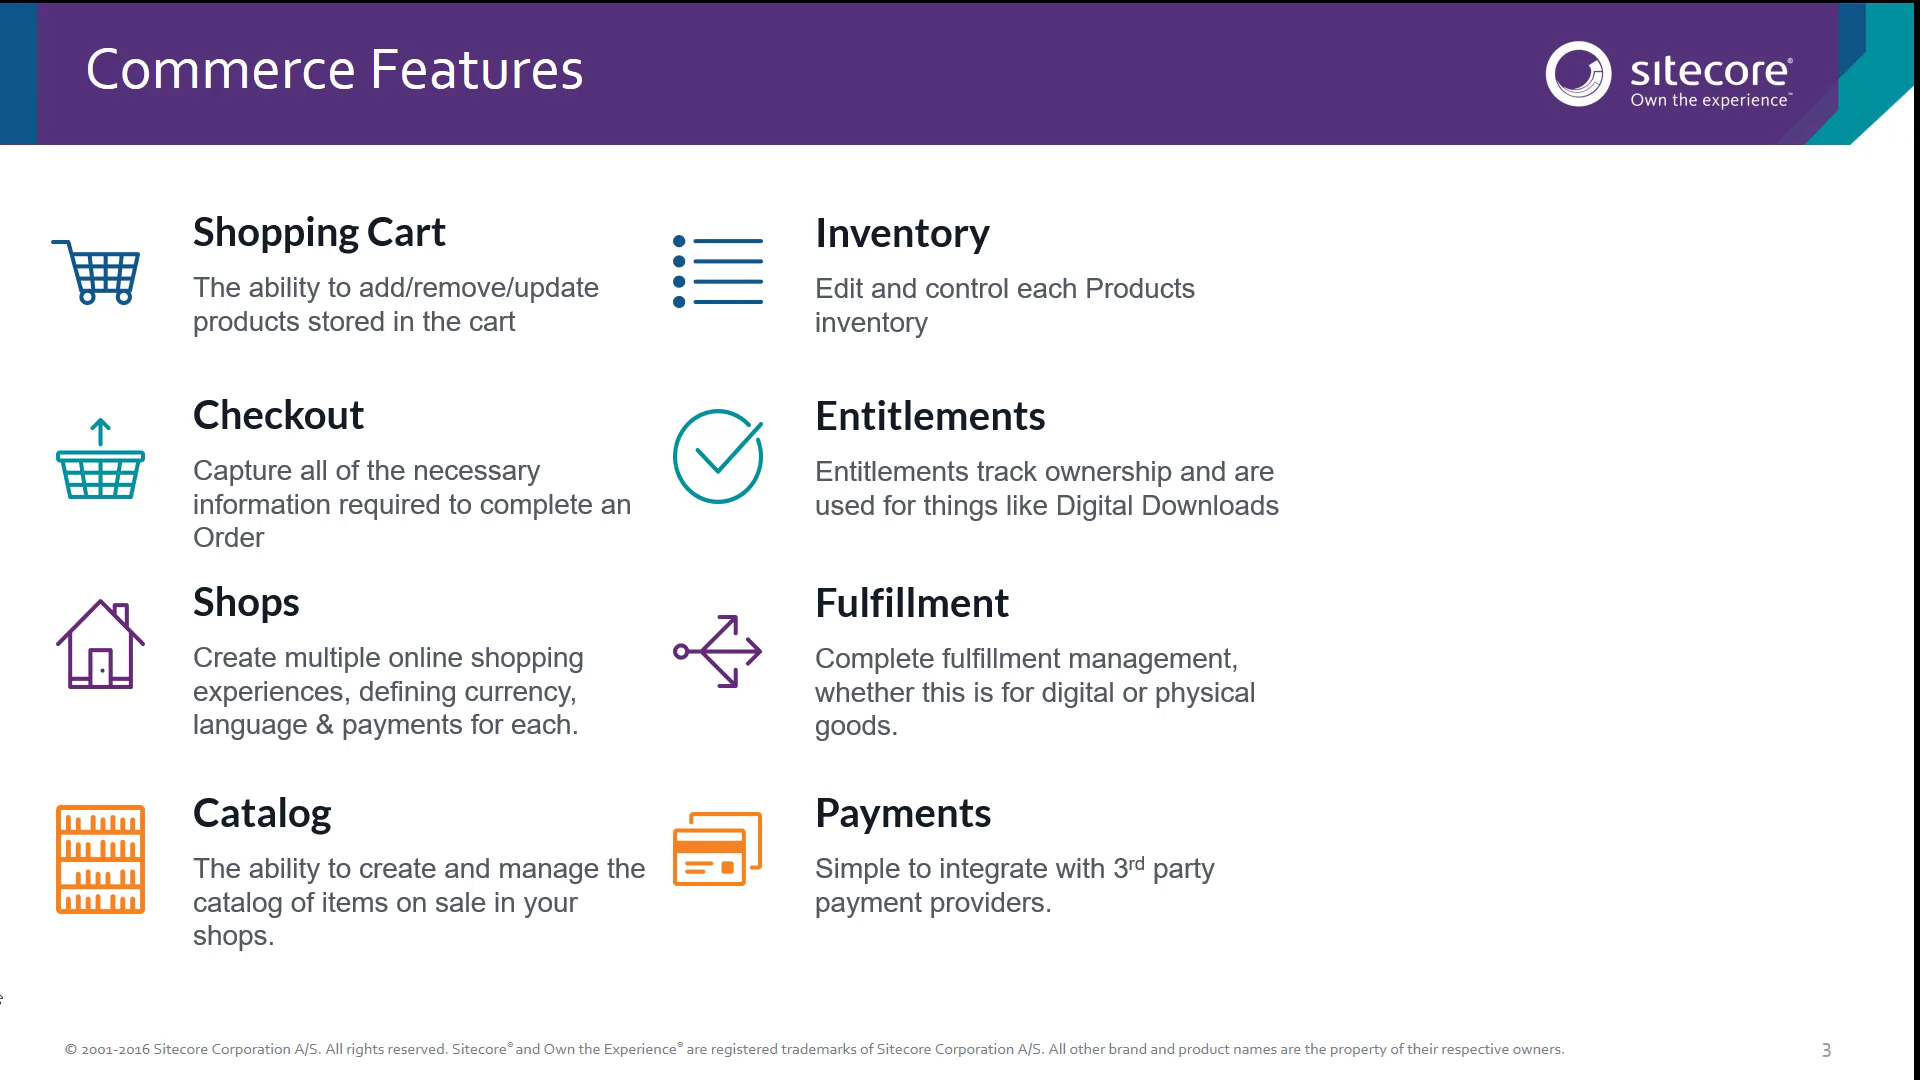 Commerce Features
sitecore®
Own the experience™
Shopping Cart
The ability to add/remove/update
products stored in the cart
Checkout
Capture all of the necessary
information required to complete an
Order
Shops
Create multiple online shopping
experiences, defining currency,
language & payments for each.
Catalog
The ability to create and manage the
catalog of items on sale in your
shops.
Inventory
Edit and control each Products
inventory
Entitlements
Entitlements track ownership and are
used for things like Digital Downloads
Fulfillment
Complete fulfillment management,
whether this is for digital or physical
goods.
Payments
Simple to integrate with 3rd party
payment providers.
© 2001-2016 Sitecore Corporation A/S. All rights reserved. Sitecore® and Own the Experience® are registered trademarks of Sitecore Corporation A/S. All other brand and product names are the property of their respective owners.
3